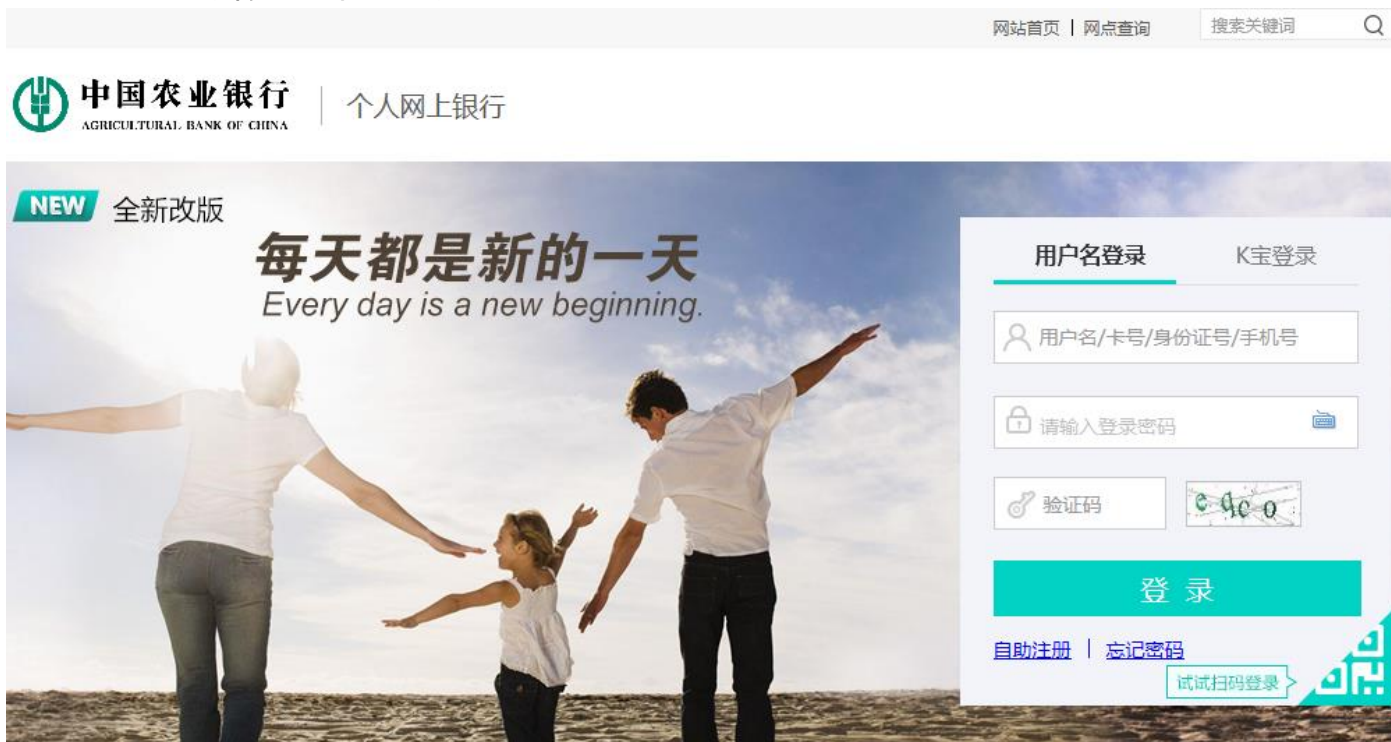 网站首页 | 网点查询 搜索关键词
中国农业银行 | 个人网上银行
AGRICULTURAL BANK OF CHINA
NEW 全新改版
每天都是新的一天
Every day is a new beginning.
用户名登录 K宝登录
用户名/卡号/身份证号/手机号
请输入登录密码
验证码
登 录
自助注册 | 忘记密码
试试扫码登录